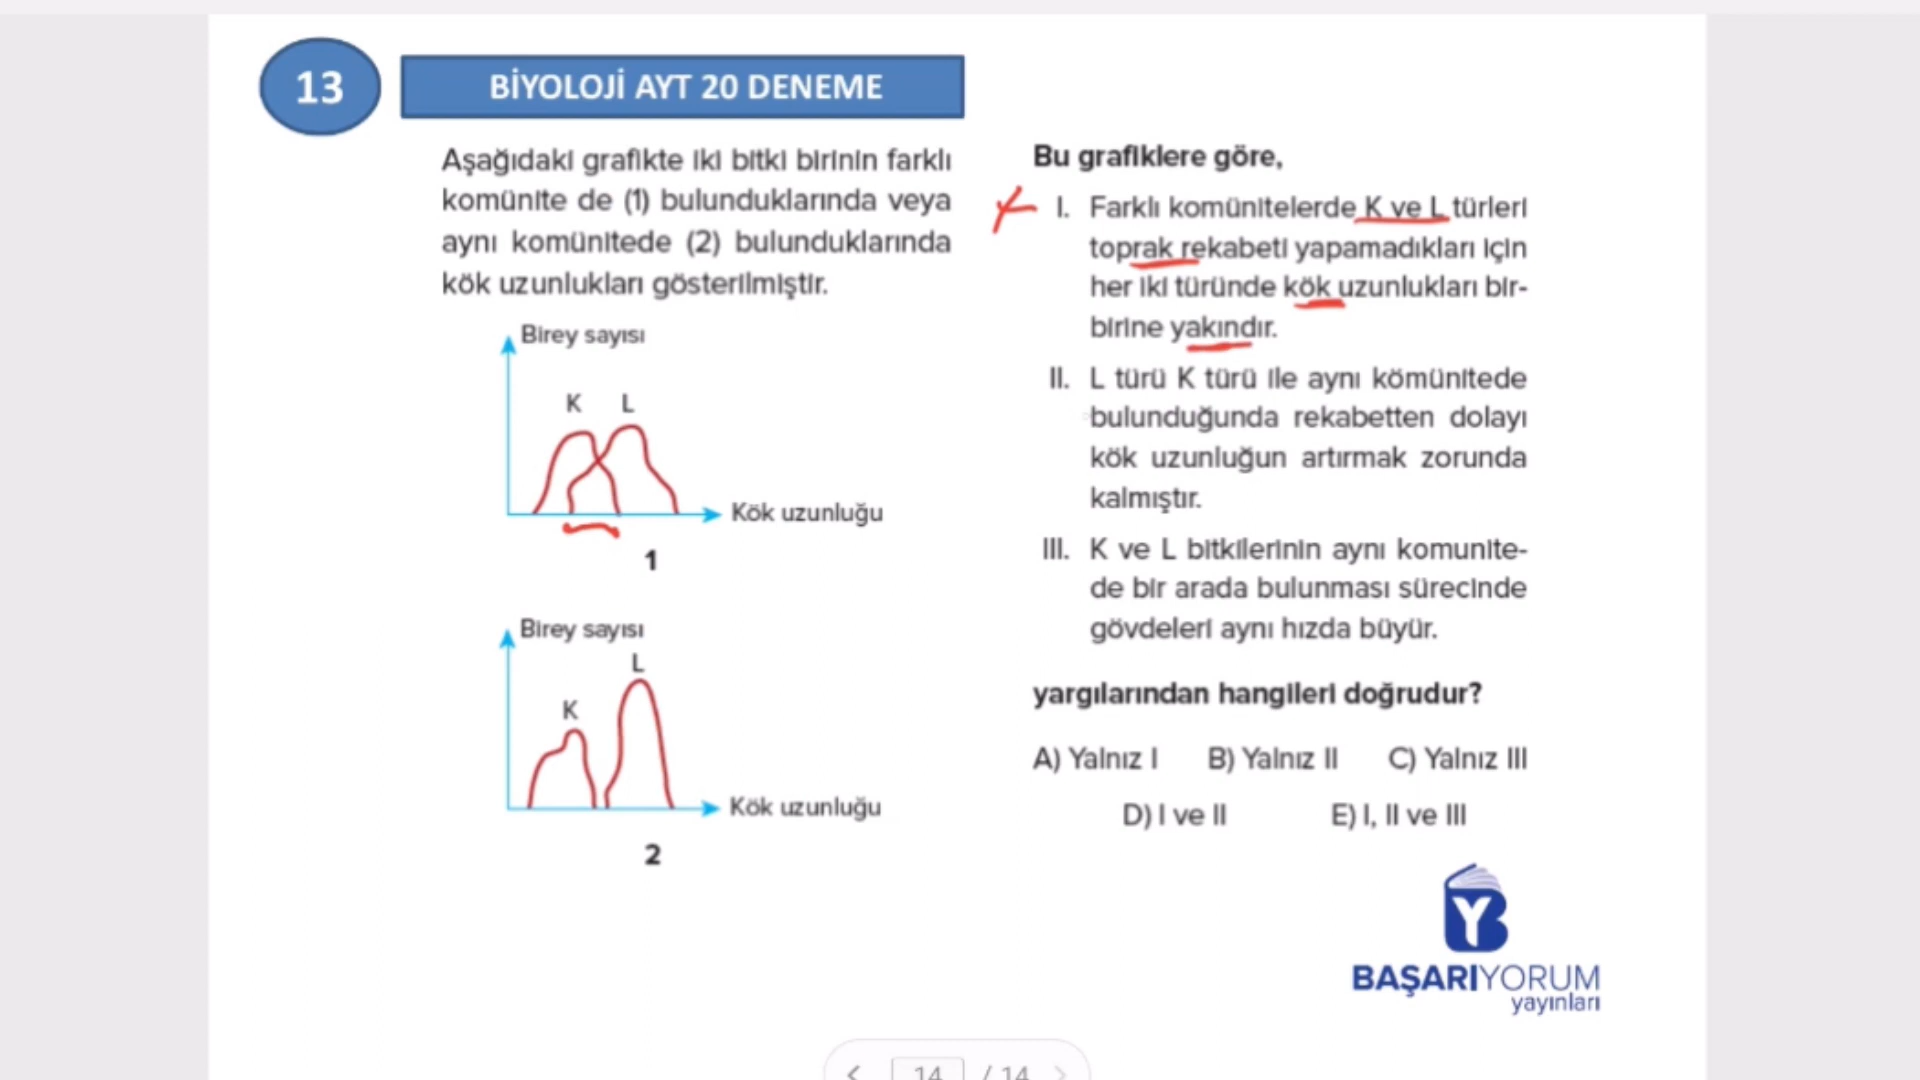 13
BİYOLOJİ AYT 20 DENEME
Aşağıdaki grafikte iki bitki birinin farklı
komünite de (1) bulunduklarında veya
aynı komünitede (2) bulunduklarında
kök uzunlukları gösterilmiştir.
Birey sayısı
K L
Kök uzunluğu
1
Birey sayısı
L
K
Kök uzunluğu
2
Bu grafiklere göre,
I. Farklı komünitelerde K ve L türleri
toprak rekabeti yapamadıkları için
her iki türünde kök uzunlukları bir-
birine yakındır.
II. L türü K türü ile aynı kömünitede
bulunduğunda rekabetten dolayı
kök uzunluğun artırmak zorunda
kalmıştır.
III. K ve L bitkilerinin aynı komunite-
de bir arada bulunması sürecinde
gövdeleri aynı hızda büyür.
yargılarından hangileri doğrudur?
A) Yalnız I B) Yalnız II C) Yalnız III
D) I ve II E) I, II ve III
BAŞARIYORUM
yayınları
14 / 14